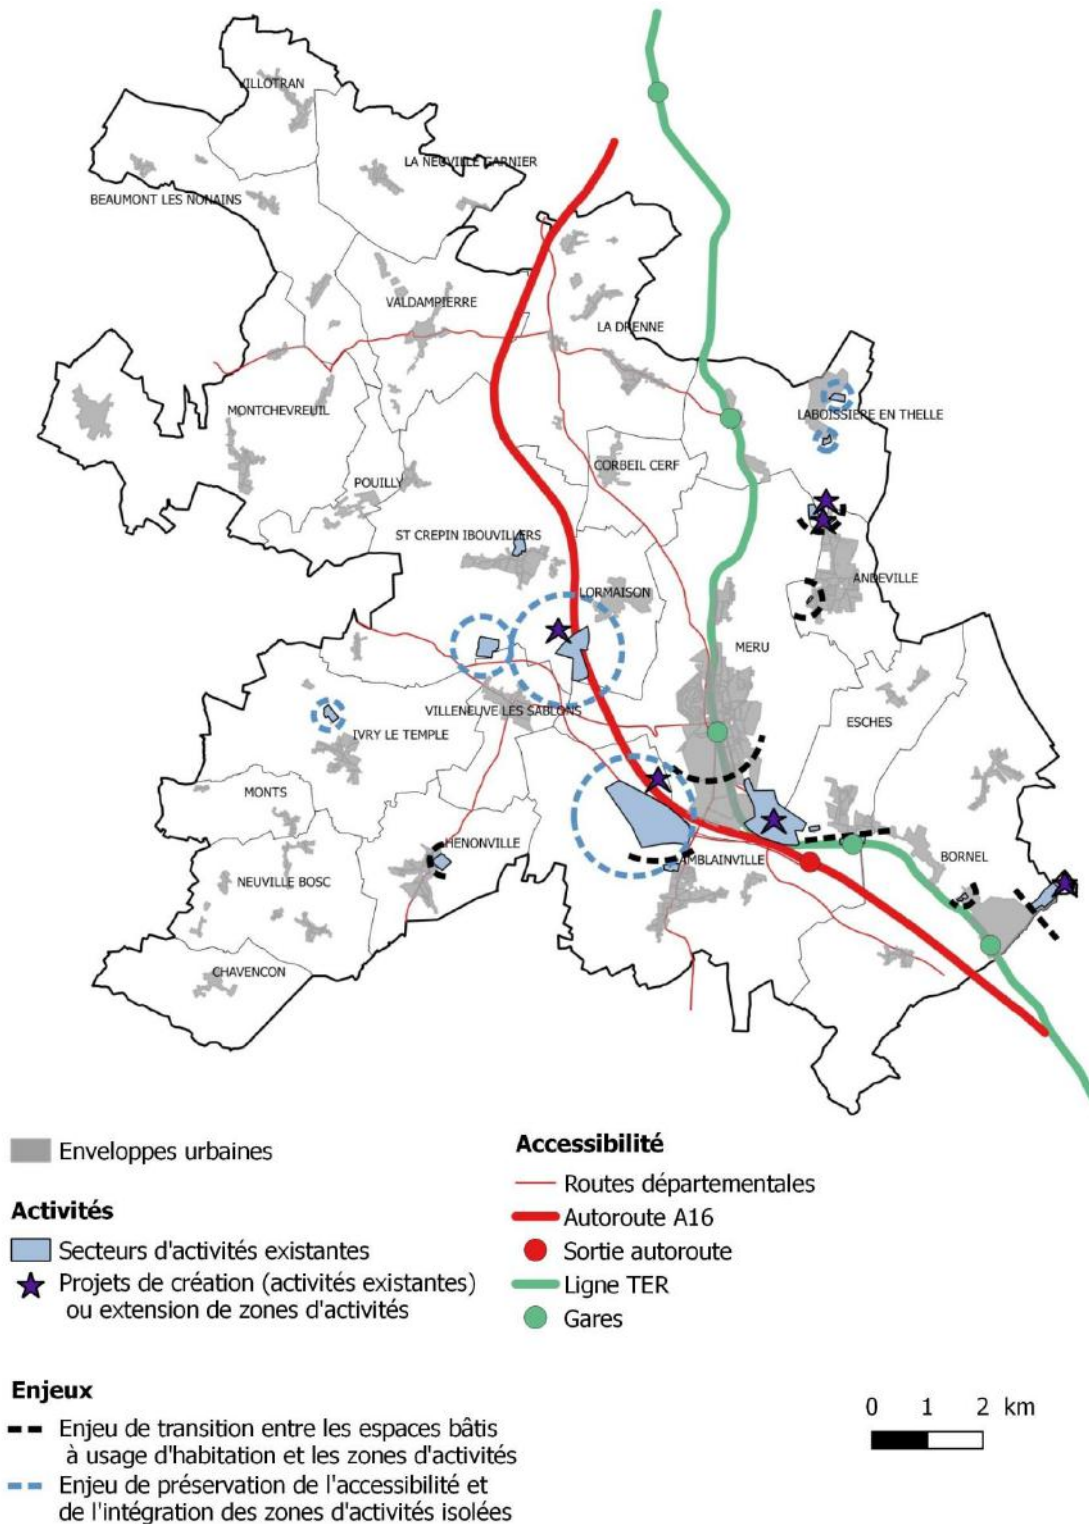 VILLOTRAN
LA NEUVILLE GARNIER
BEAUMONT LES NONAINS
VALDAMPIERRE
LA DRENNE
MONTCHEVREUIL
LABOISSIERE EN THELLE
CORBEIL CERF
POUILLY
ST CREPIN IBOUVILLERS
ANDEVILLE
LORMAISON
MERU
VILLENEUVE LES SABLONS
ESCHES
IVRY LE TEMPLE
MONTS
HENONVILLE
AMBLAINVILLE
BORNEL
NEUVILLE BOSC
CHAVENCON
Enveloppes urbaines
Activités
Secteurs d'activités existantes
Projets de création (activités existantes)
ou extension de zones d'activités
Accessibilité
Routes départementales
Autoroute A16
Sortie autoroute
Ligne TER
Gares
Enjeux
Enjeu de transition entre les espaces bâtis
à usage d'habitation et les zones d'activités
Enjeu de préservation de l'accessibilité et
de l'intégration des zones d'activités isolées
0 1 2 km